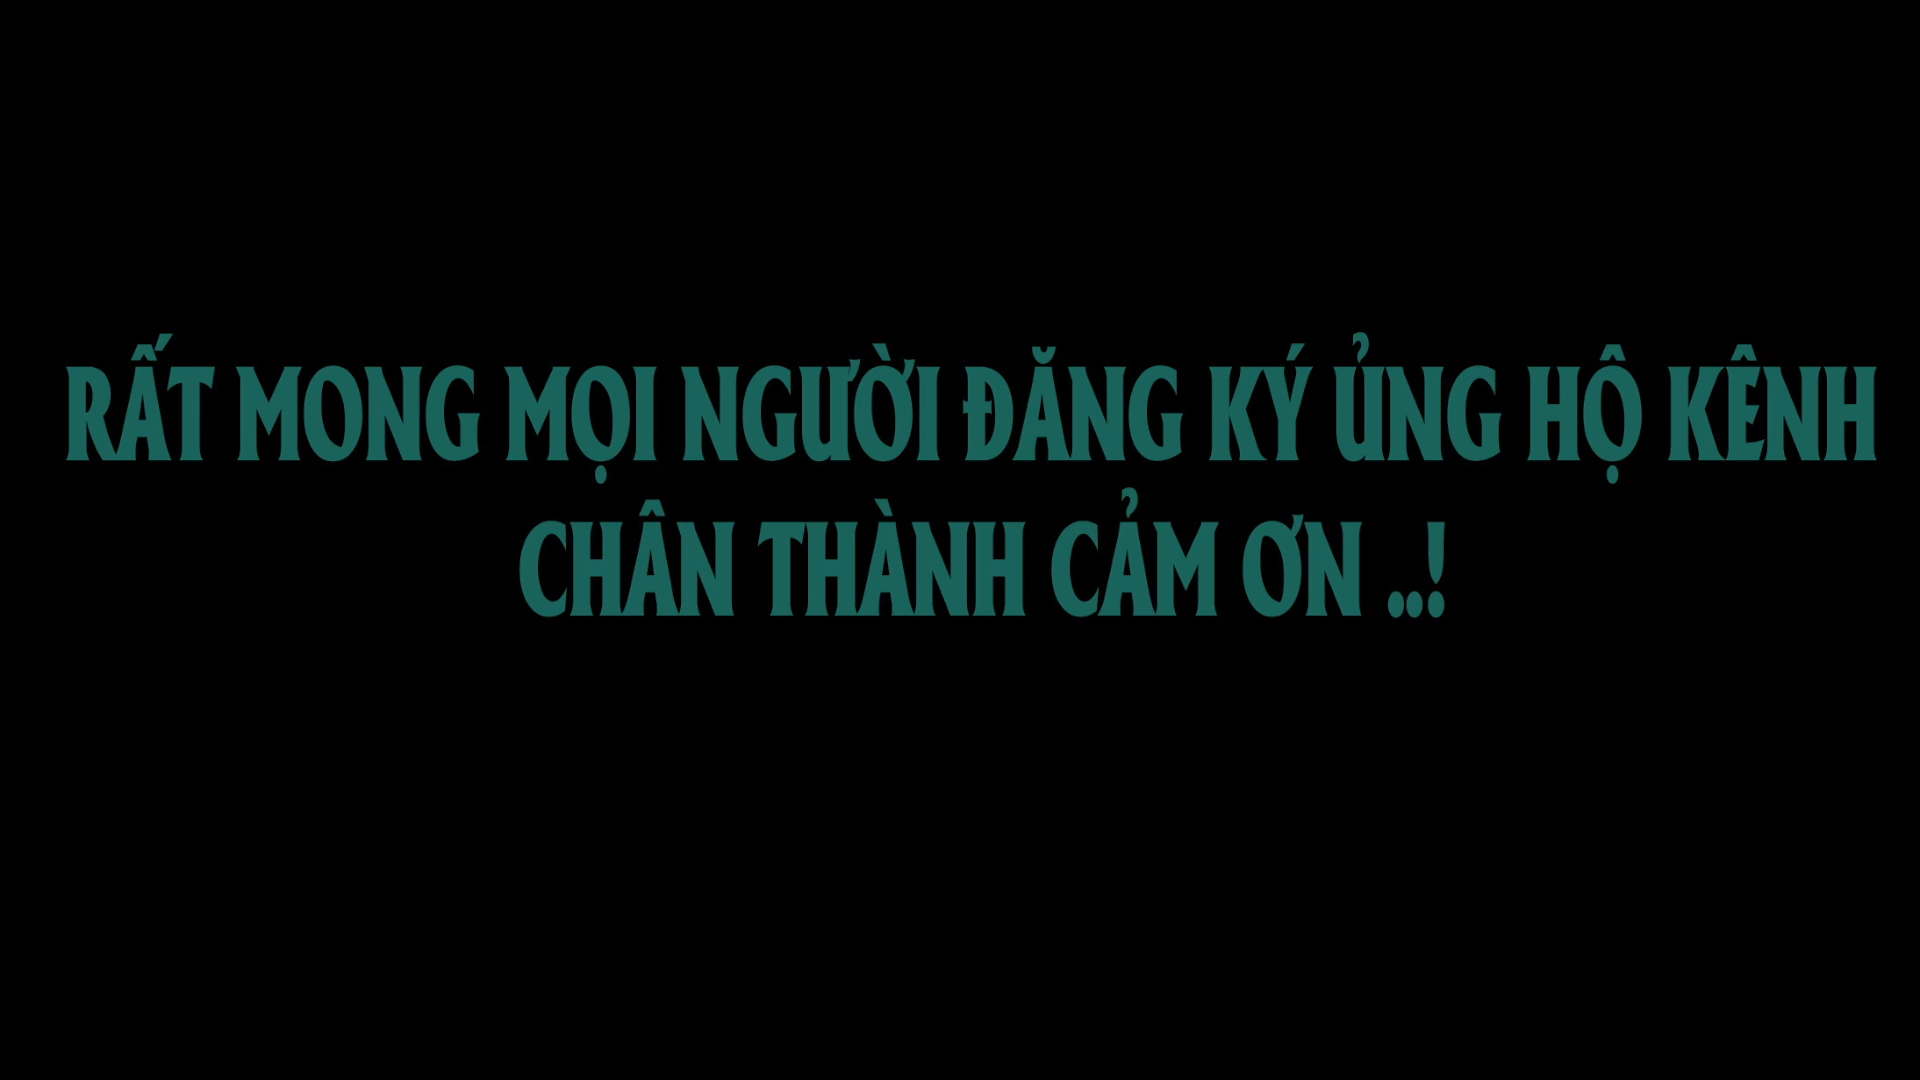 RẤT MONG MỌI NGƯỜI ĐĂNG KÝ ỦNG HỘ KÊNH
CHÂN THÀNH CẢM ƠN ..!